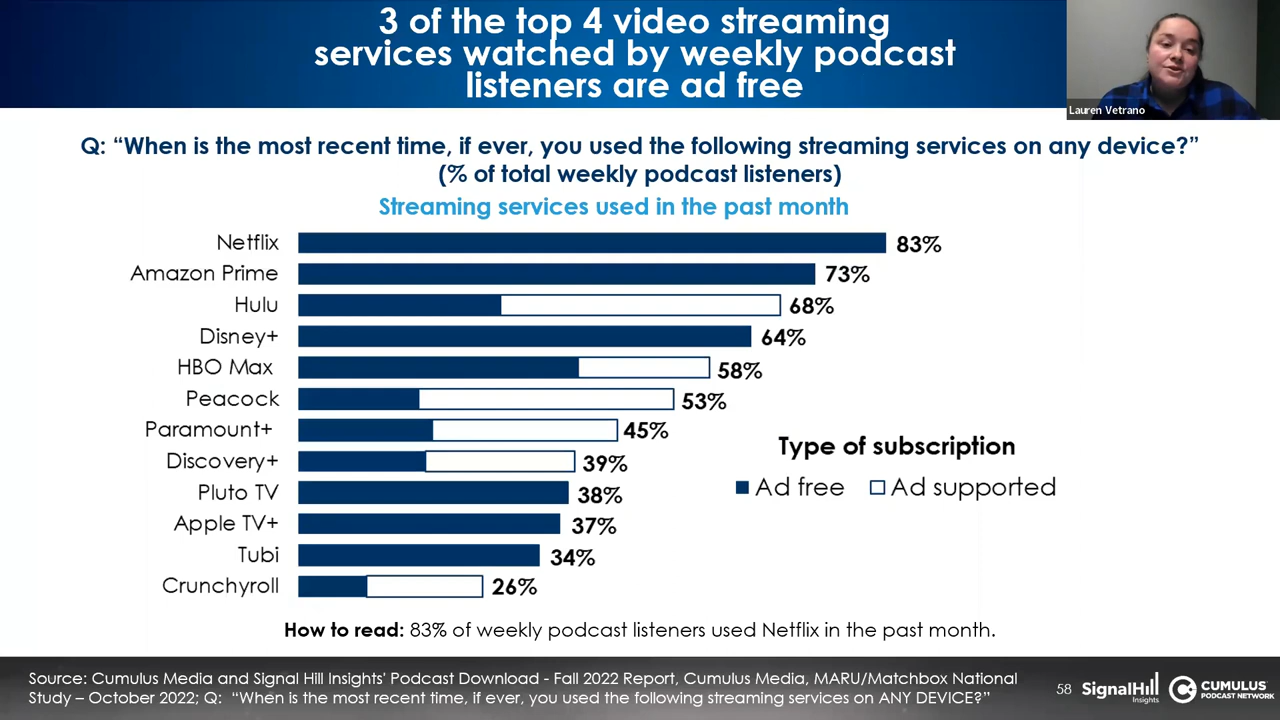 3 of the top 4 video streaming
services watched by weekly podcast
listeners are ad free
Lauren Vetrano
Q: “When is the most recent time, if ever, you used the following streaming services on any device?”
(% of total weekly podcast listeners)
Streaming services used in the past month
Netflix 83%
Amazon Prime 73%
Hulu 68%
Disney+ 64%
HBO Max 58%
Peacock 53%
Paramount+ 45%
Discovery+ 39%
Pluto TV 38%
Apple TV+ 37%
Tubi 34%
Crunchyroll 26%
Type of subscription
Ad free Ad supported
How to read: 83% of weekly podcast listeners used Netflix in the past month.
Source: Cumulus Media and Signal Hill Insights' Podcast Download - Fall 2022 Report, Cumulus Media, MARU/Matchbox National
Study – October 2022; Q: “When is the most recent time, if ever, you used the following streaming services on ANY DEVICE?”
58
SignalHill
Insights
CUMULUS
PODCAST NETWORK